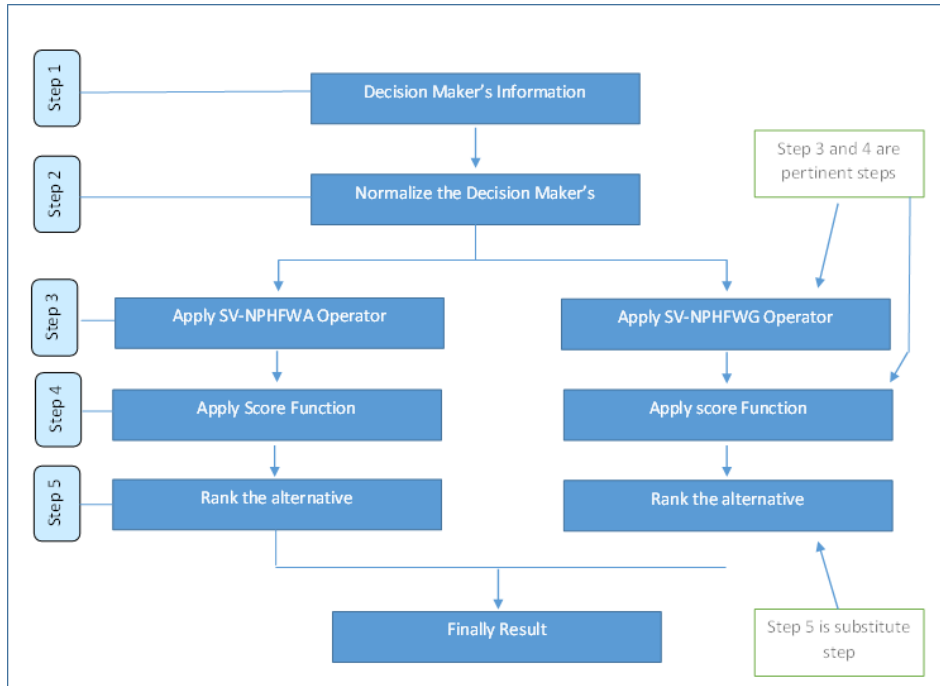 Step 1
Decision Maker's Information
Step 2
Normalize the Decision Maker's
Step 3 and 4 are
pertinent steps
Step 3
Apply SV-NPHFWA Operator
Apply SV-NPHFWG Operator
Step 4
Apply Score Function
Apply score Function
Step 5
Rank the alternative
Rank the alternative
Finally Result
Step 5 is substitute
step